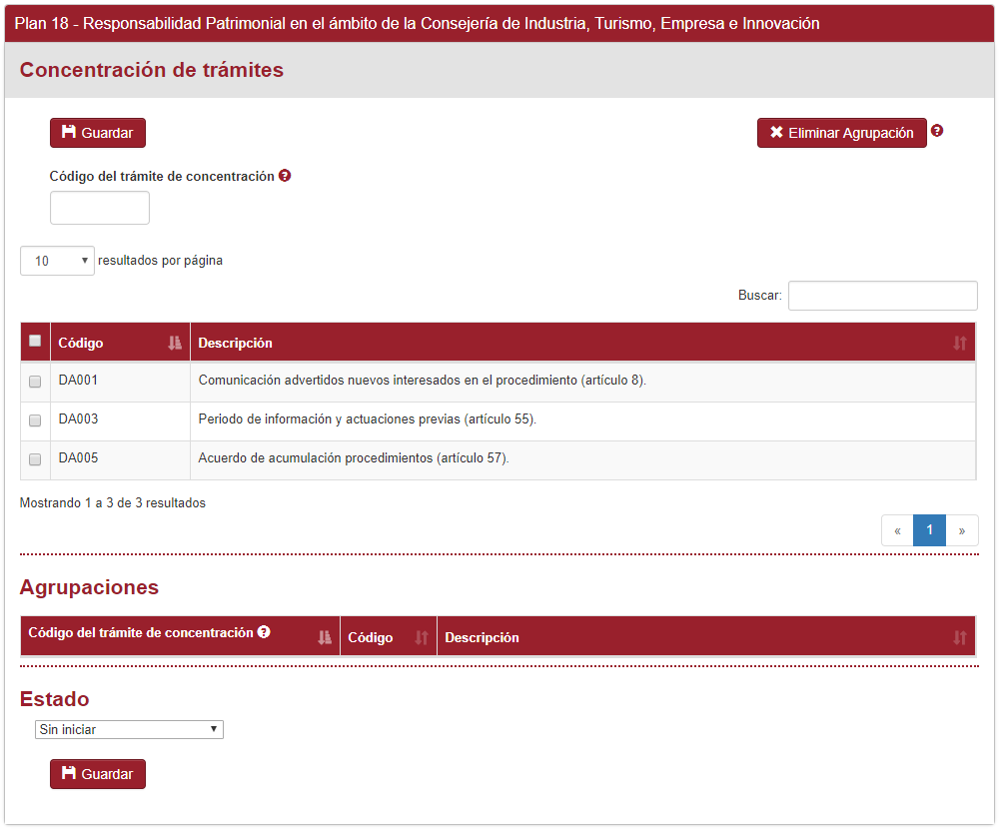 Plan 18 - Responsabilidad Patrimonial en el ámbito de la Consejería de Industria, Turismo, Empresa e Innovación
Concentración de trámites
Guardar
Eliminar Agrupación ?
Código del trámite de concentración ?
10 resultados por página
Buscar:
Código Descripción
DA001 Comunicación advertidos nuevos interesados en el procedimiento (artículo 8).
DA003 Periodo de información y actuaciones previas (artículo 55).
DA005 Acuerdo de acumulación procedimientos (artículo 57).
Mostrando 1 a 3 de 3 resultados
« 1 »
Agrupaciones
Código del trámite de concentración ? Código Descripción
Estado
Sin iniciar
Guardar